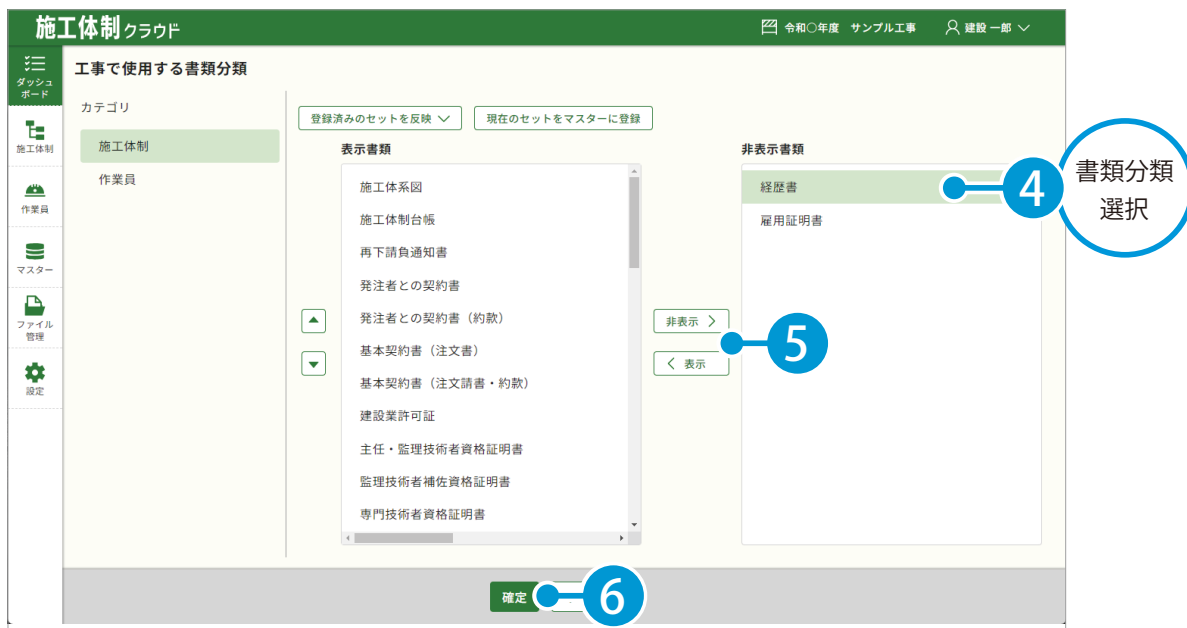 施工体制クラウド
令和○年度 サンプル工事
建設 一郎
ダッシュ
ボード
施工体制
作業員
マスター
ファイル
管理
設定
工事で使用する書類分類
カテゴリ
施工体制
作業員
登録済みのセットを反映
現在のセットをマスターに登録
表示書類
施工体系図
施工体制台帳
再下請負通知書
発注者との契約書
発注者との契約書（約款）
基本契約書（注文書）
基本契約書（注文請書・約款）
建設業許可証
主任・監理技術者資格証明書
監理技術者補佐資格証明書
専門技術者資格証明書
非表示 >
< 表示
5
非表示書類
経歴書
雇用証明書
4
書類分類
選択
確定
6